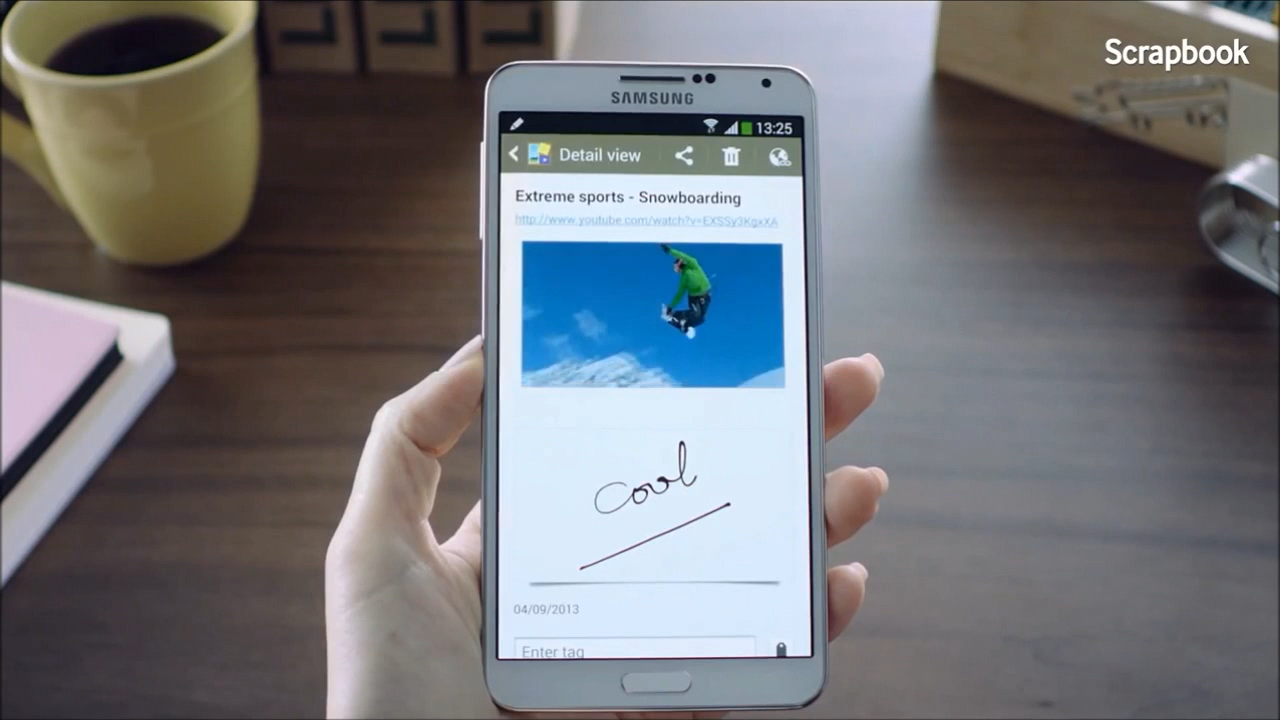 Scrapbook
SAMSUNG
13:25
Detail view
Extreme sports - Snowboarding
http://www.youtube.com/watch?v=EXSSy3KgxXA
Cool
04/09/2013
Enter tag